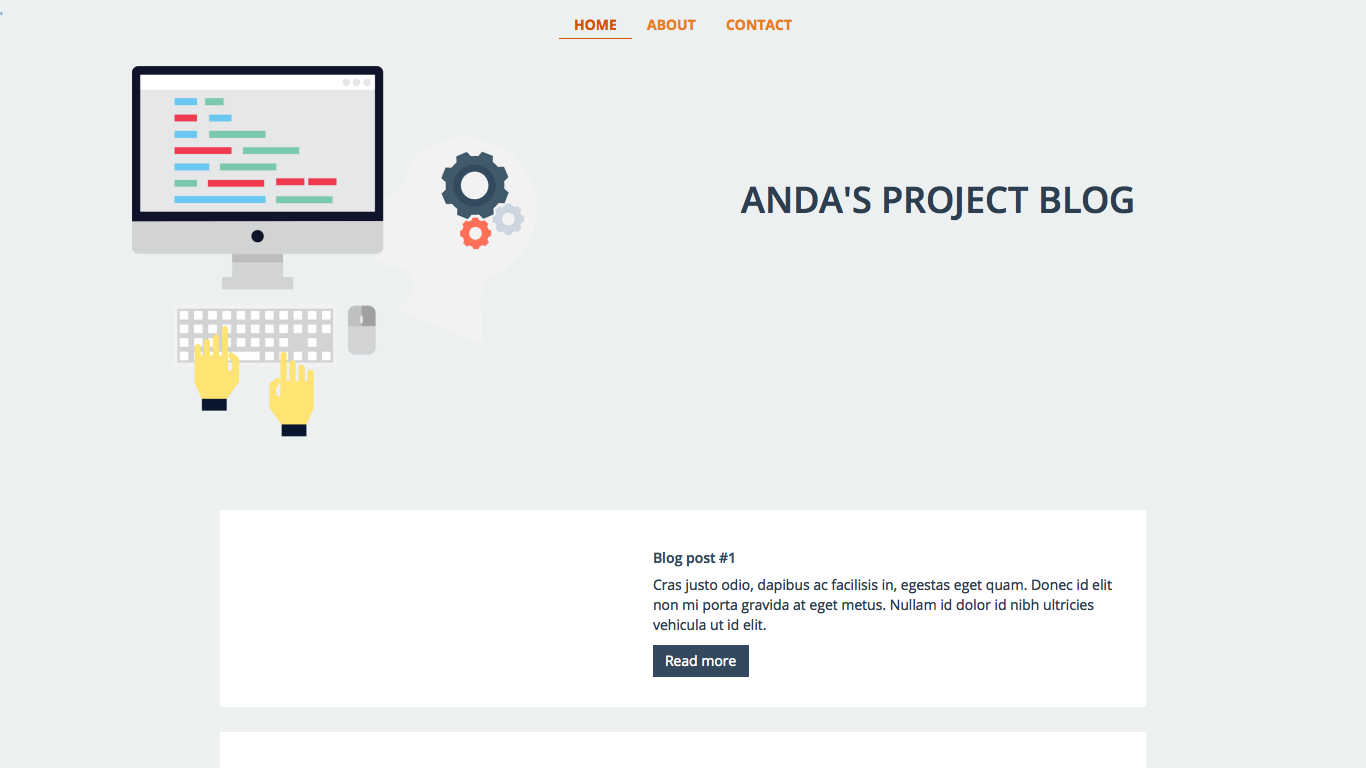 HOME ABOUT CONTACT
ANDA'S PROJECT BLOG
Blog post #1
Cras justo odio, dapibus ac facilisis in, egestas eget quam. Donec id elit
non mi porta gravida at eget metus. Nullam id dolor id nibh ultricies
vehicula ut id elit.
Read more